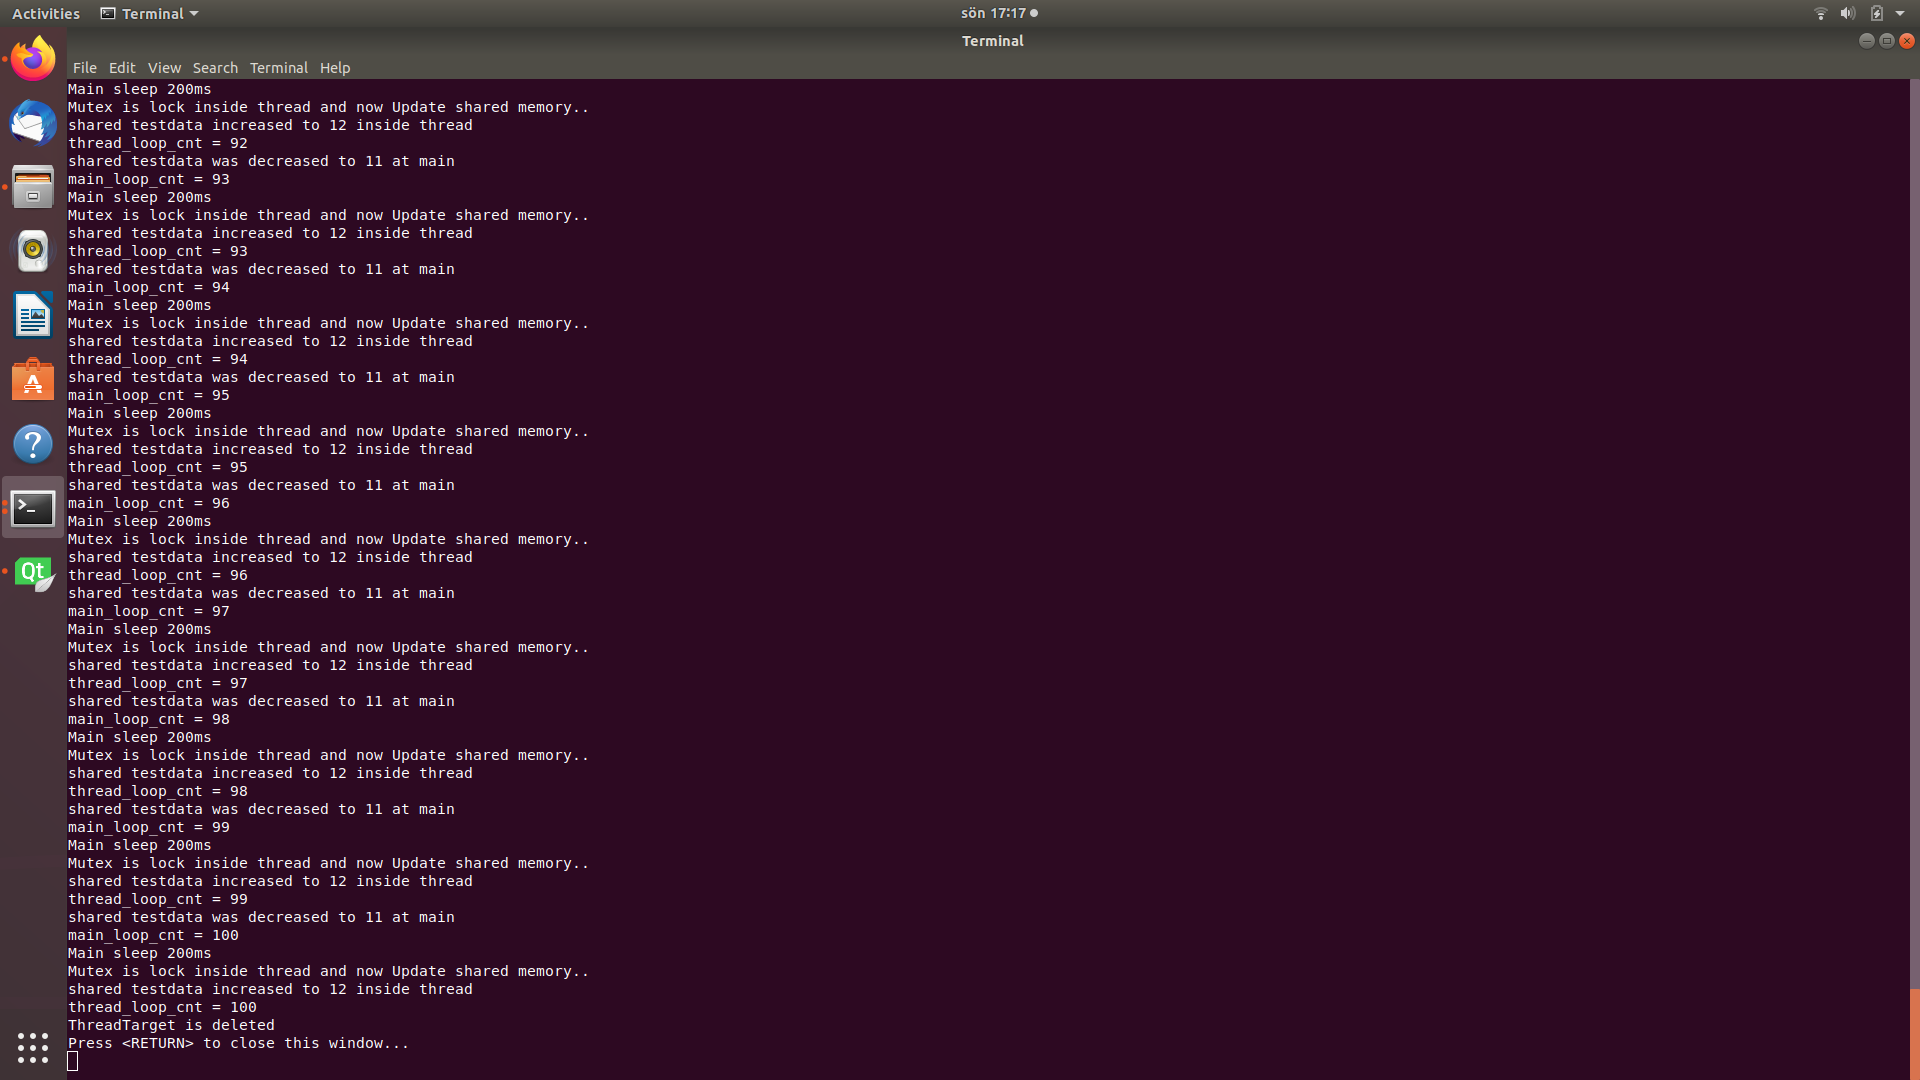 Activities Terminal sön 17:17
Terminal
File Edit View Search Terminal Help
Main sleep 200ms
Mutex is lock inside thread and now Update shared memory..
shared testdata increased to 12 inside thread
thread_loop_cnt = 92
shared testdata was decreased to 11 at main
main_loop_cnt = 93
Main sleep 200ms
Mutex is lock inside thread and now Update shared memory..
shared testdata increased to 12 inside thread
thread_loop_cnt = 93
shared testdata was decreased to 11 at main
main_loop_cnt = 94
Main sleep 200ms
Mutex is lock inside thread and now Update shared memory..
shared testdata increased to 12 inside thread
thread_loop_cnt = 94
shared testdata was decreased to 11 at main
main_loop_cnt = 95
Main sleep 200ms
Mutex is lock inside thread and now Update shared memory..
shared testdata increased to 12 inside thread
thread_loop_cnt = 95
shared testdata was decreased to 11 at main
main_loop_cnt = 96
Main sleep 200ms
Mutex is lock inside thread and now Update shared memory..
shared testdata increased to 12 inside thread
thread_loop_cnt = 96
shared testdata was decreased to 11 at main
main_loop_cnt = 97
Main sleep 200ms
Mutex is lock inside thread and now Update shared memory..
shared testdata increased to 12 inside thread
thread_loop_cnt = 97
shared testdata was decreased to 11 at main
main_loop_cnt = 98
Main sleep 200ms
Mutex is lock inside thread and now Update shared memory..
shared testdata increased to 12 inside thread
thread_loop_cnt = 98
shared testdata was decreased to 11 at main
main_loop_cnt = 99
Main sleep 200ms
Mutex is lock inside thread and now Update shared memory..
shared testdata increased to 12 inside thread
thread_loop_cnt = 99
shared testdata was decreased to 11 at main
main_loop_cnt = 100
Main sleep 200ms
Mutex is lock inside thread and now Update shared memory..
shared testdata increased to 12 inside thread
thread_loop_cnt = 100
ThreadTarget is deleted
Press <RETURN> to close this window...
Qt